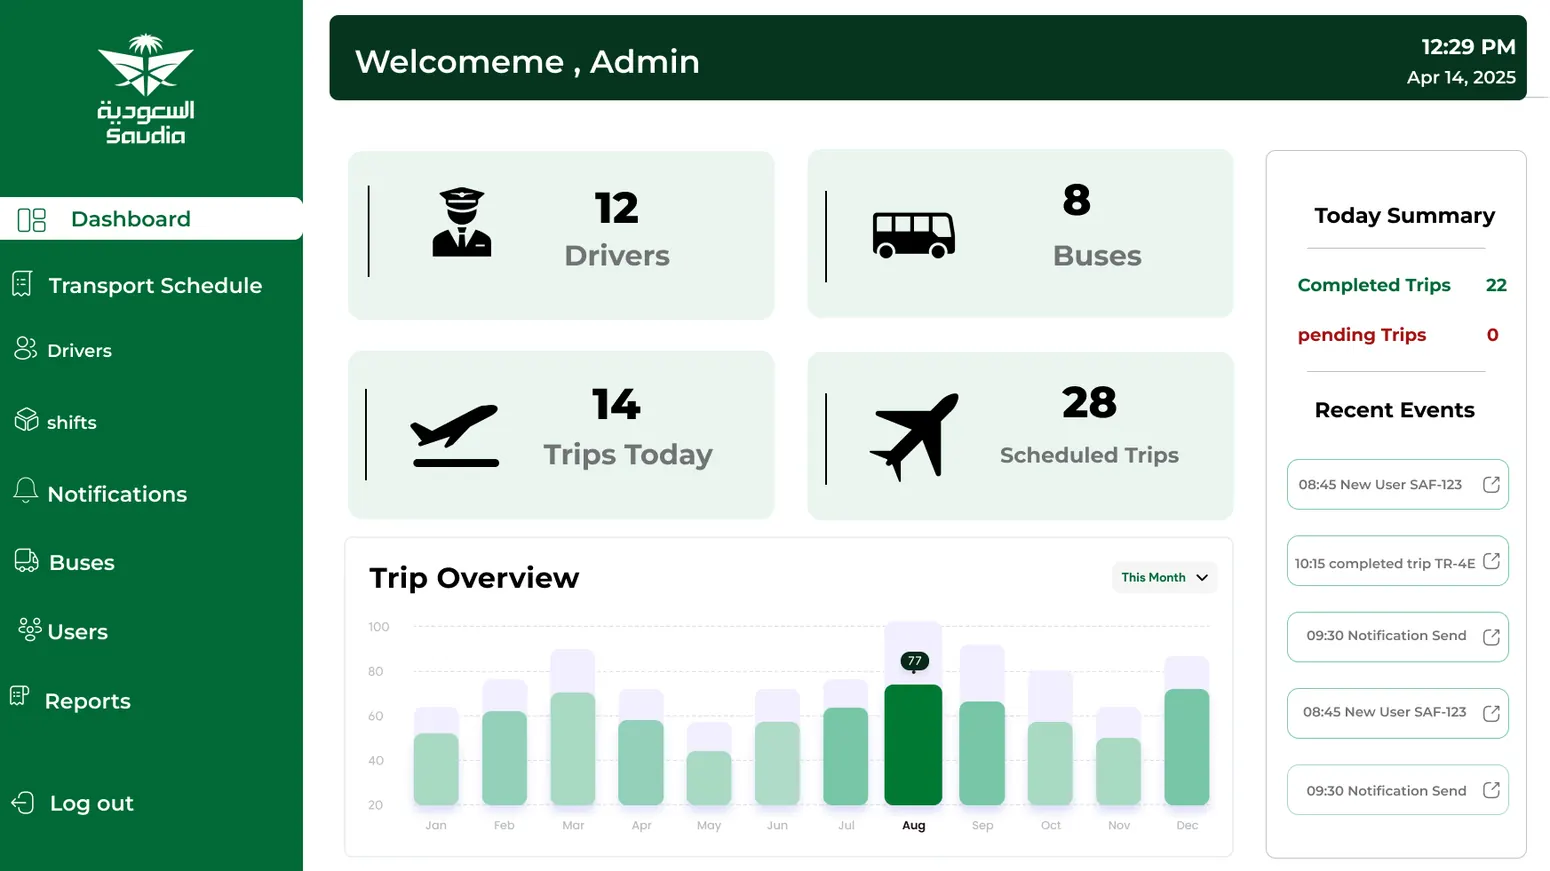 السعودية
Saudia
Dashboard
Transport Schedule
Drivers
shifts
Notifications
Buses
Users
Reports
Log out
Welcomeme , Admin
12:29 PM
Apr 14, 2025
12
Drivers
8
Buses
14
Trips Today
28
Scheduled Trips
Trip Overview
This Month
100
80
60
40
20
77
Jan Feb Mar Apr May Jun Jul Aug Sep Oct Nov Dec
Today Summary
Completed Trips 22
pending Trips 0
Recent Events
08:45 New User SAF-123
10:15 completed trip TR-4E
09:30 Notification Send
08:45 New User SAF-123
09:30 Notification Send